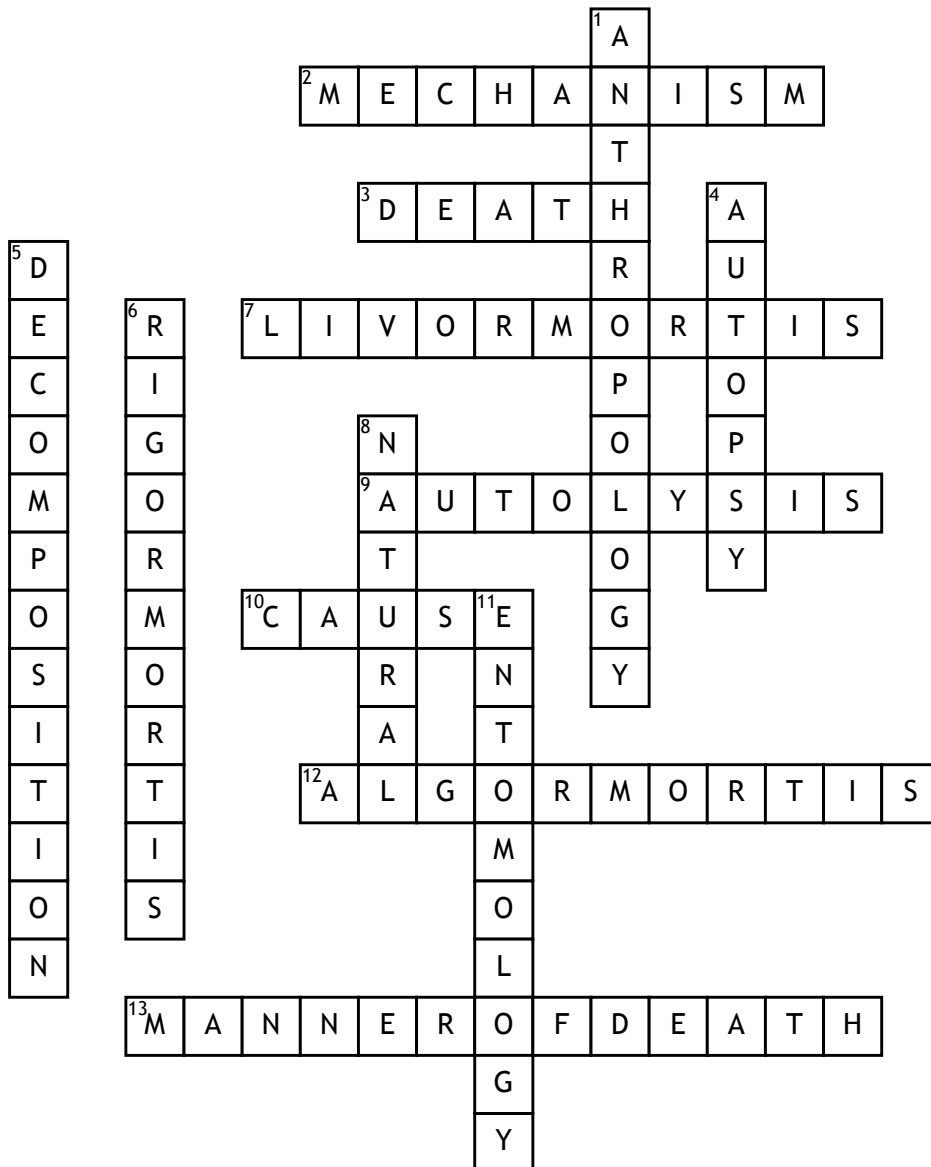 1 A
2 M E C H A N I S M
T
3 D E A T H 4 A
5 D R U
E 6 R 7 L I V O R M O R T I S
C I P O
O G 8 N O P
M O 9 A U T O L Y S I S
P R T O Y
O M 10 C A U S 11 E G
S O R N Y
I R A T
T T 12 A L G O R M O R T I S
I I M
O S O
N L
13 M A N N E R O F D E A T H
G
Y